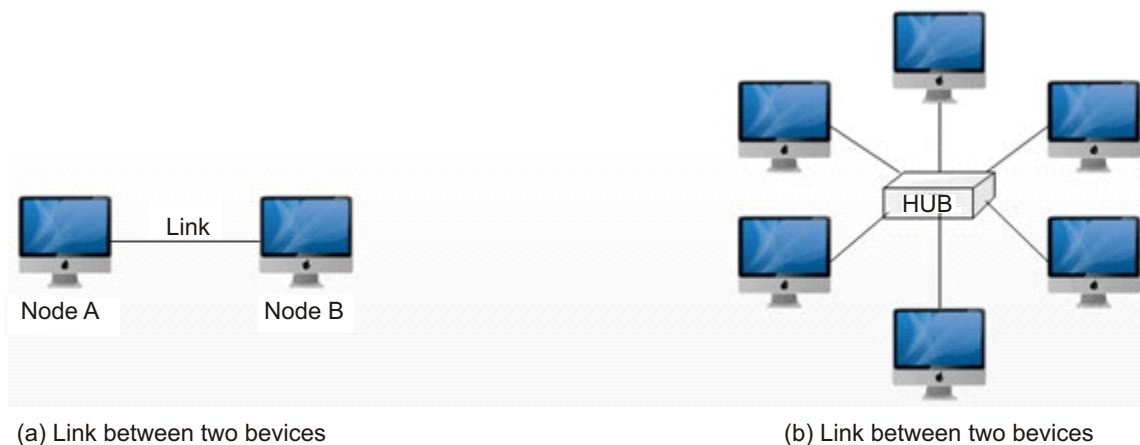 Link
Node A
Node B
HUB
(a) Link between two bevices
(b) Link between two bevices